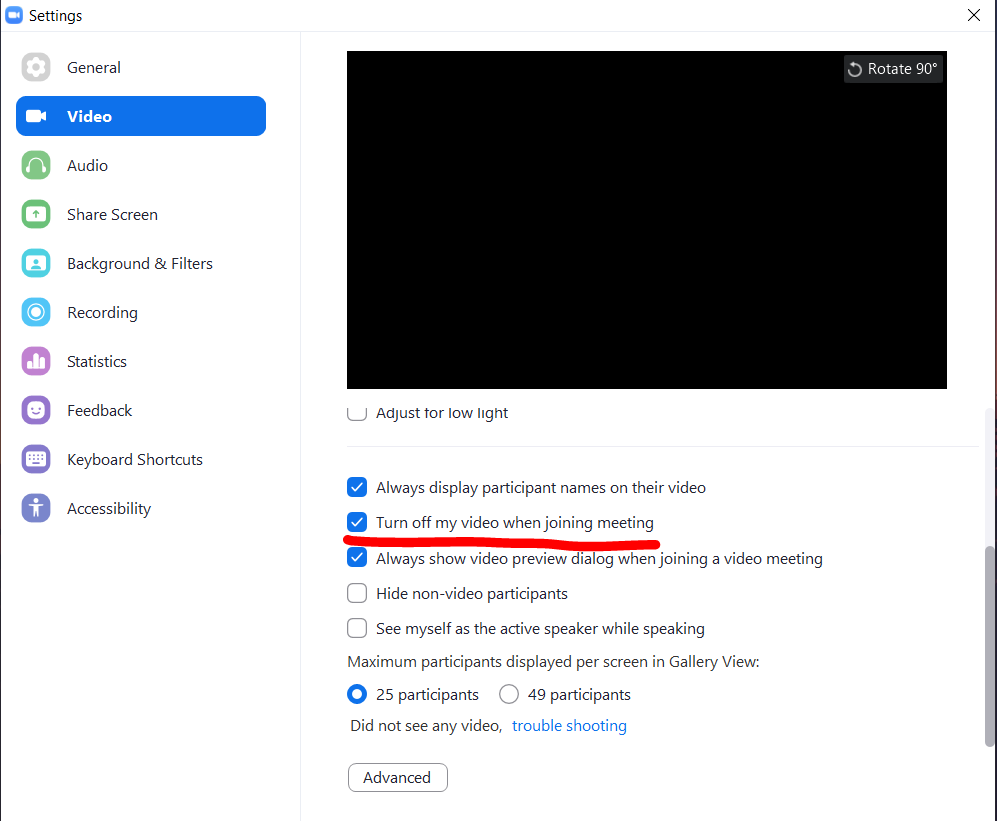 Settings
General
Video
Audio
Share Screen
Background & Filters
Recording
Statistics
Feedback
Keyboard Shortcuts
Accessibility
Rotate 90°
Adjust for low light
Always display participant names on their video
Turn off my video when joining meeting
Always show video preview dialog when joining a video meeting
Hide non-video participants
See myself as the active speaker while speaking
Maximum participants displayed per screen in Gallery View:
25 participants 49 participants
Did not see any video, trouble shooting
Advanced